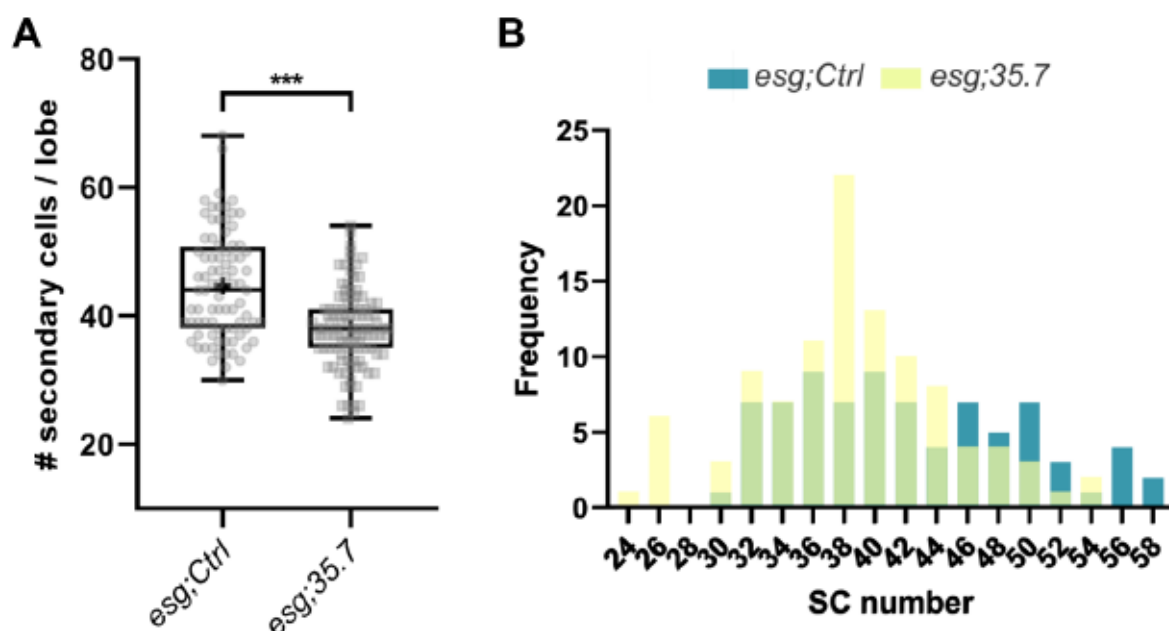 A
# secondary cells / lobe
80
60
40
20
***
esg;Ctrl
esg;35.7
B
esg;Ctrl esg;35.7
Frequency
25
20
15
10
5
0
24 26 28 30 32 34 36 38 40 42 44 46 48 50 52 54 56 58
SC number